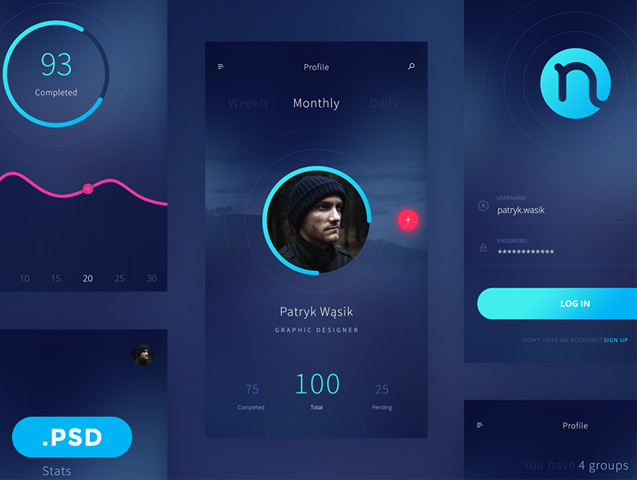 93
Completed
10 15 20 25 30
.PSD
Stats
Profile
Weekly Monthly Daily
+
Patryk Wąsik
GRAPHIC DESIGNER
75 100 25
Completed Total Pending
n
USERNAME
patryk.wasik
PASSWORD
************
LOG IN
DON'T HAVE AN ACCOUNT? SIGN UP
Profile
You have 4 groups